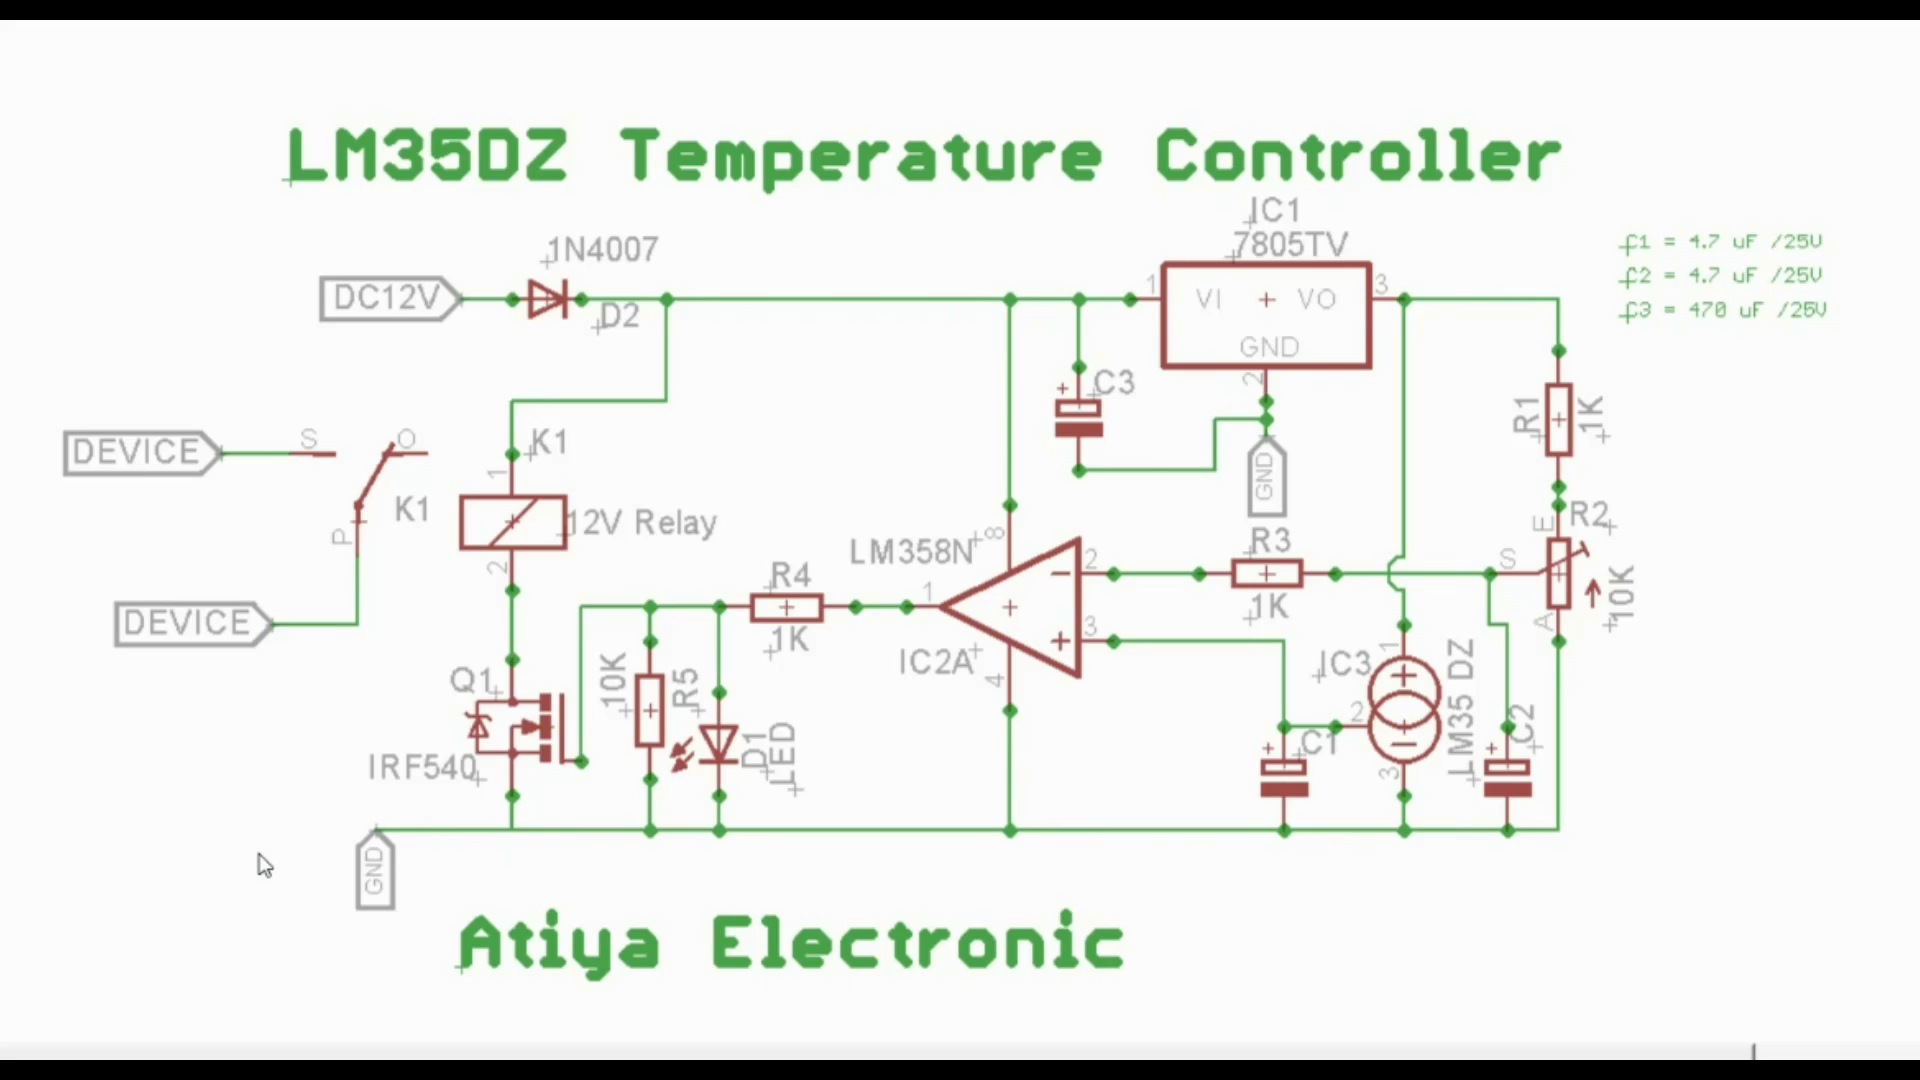 LM35DZ Temperature Controller
IC1
7805TV
C1 = 4.7 uF /25V
C2 = 4.7 uF /25V
C3 = 470 uF /25V
1N4007
DC12V
D2
1
VI
VO
3
GND
2
C3
GND
R1
1K
DEVICE
S
O
K1
P
DEVICE
K1
1
12V Relay
2
Q1
IRF540
R4
1K
10K
R5
D1
LED
LM358N
8
1
2
3
4
IC2A
R3
1K
E
R2
S
A
10K
IC3
1
2
3
LM35 DZ
C1
C2
GND
Atiya Electronic